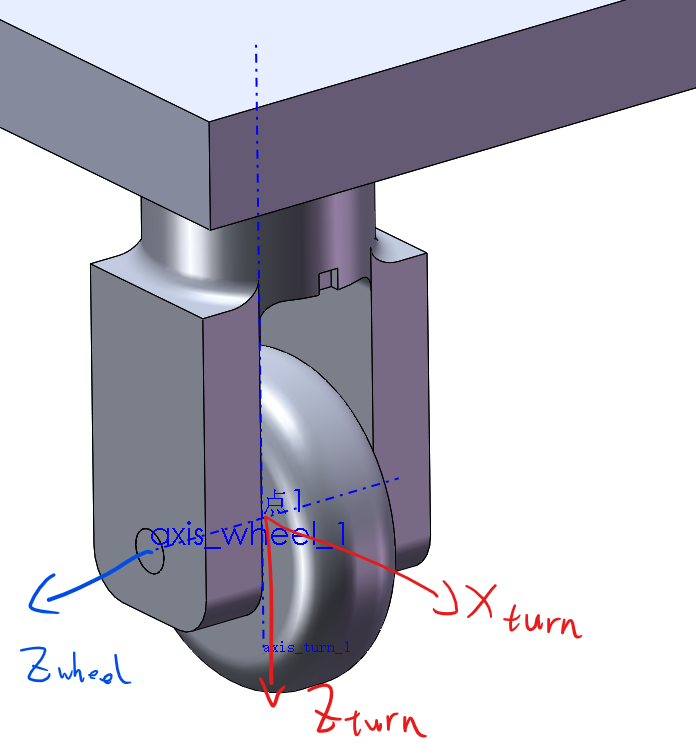 点1
axis_wheel_1
X turn
axis_turn_1
Z wheel
Z turn